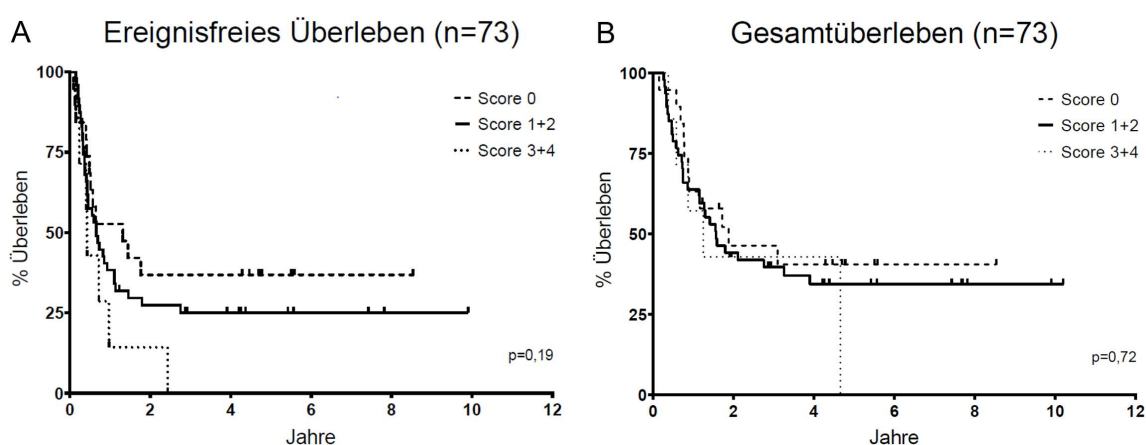 A
Ereignisfreies Überleben (n=73)
% Überleben
100
75
50
25
0
Score 0
Score 1+2
Score 3+4
p=0,19
0 2 4 6 8 10 12
Jahre
B
Gesamtüberleben (n=73)
% Überleben
100
75
50
25
0
Score 0
Score 1+2
Score 3+4
p=0,72
0 2 4 6 8 10 12
Jahre